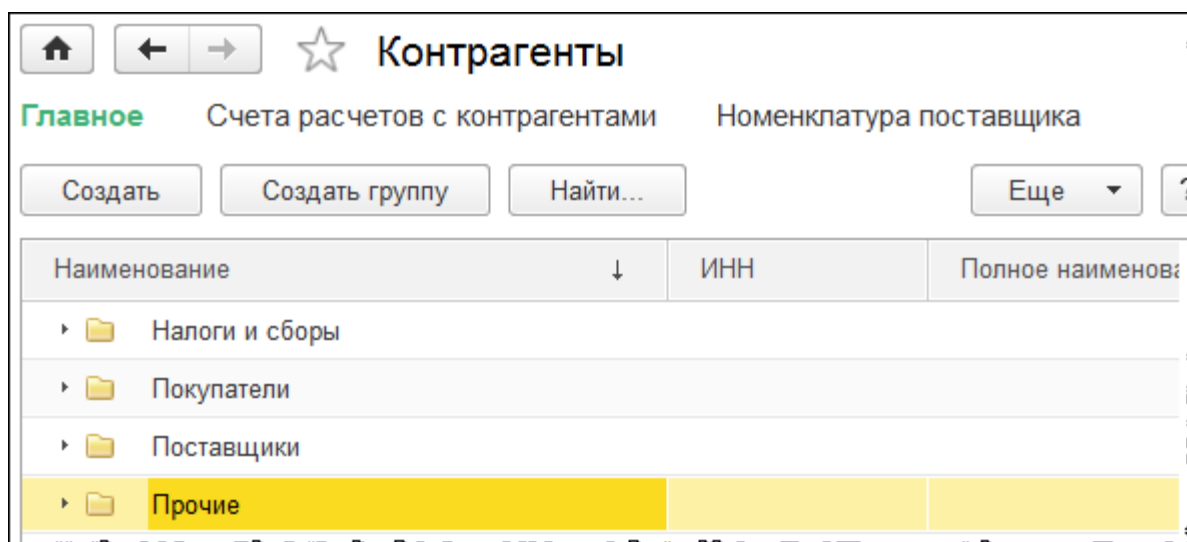 Контрагенты
Главное Счета расчетов с контрагентами Номенклатура поставщика
Создать Создать группу Найти... Еще ?
Наименование ↓ ИНН Полное наименова
Налоги и сборы
Покупатели
Поставщики
Прочие